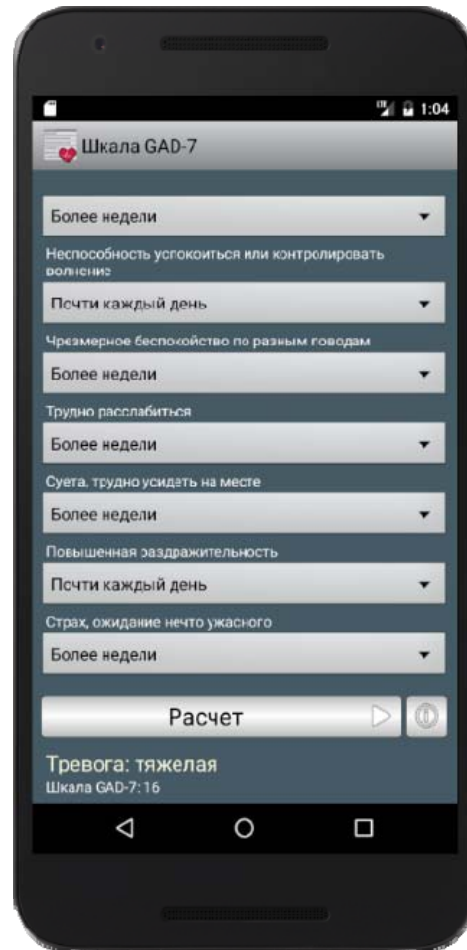 LTE 1:04
Шкала GAD-7
Более недели
Неспособность успокоиться или контролировать
волнение
Почти каждый день
Чрезмерное беспокойство по разным поводам
Более недели
Трудно расслабиться
Более недели
Суета, трудно усидеть на месте
Более недели
Повышенная раздражительность
Почти каждый день
Страх, ожидание нечто ужасного
Более недели
Расчет
Тревога: тяжелая
Шкала GAD-7: 16